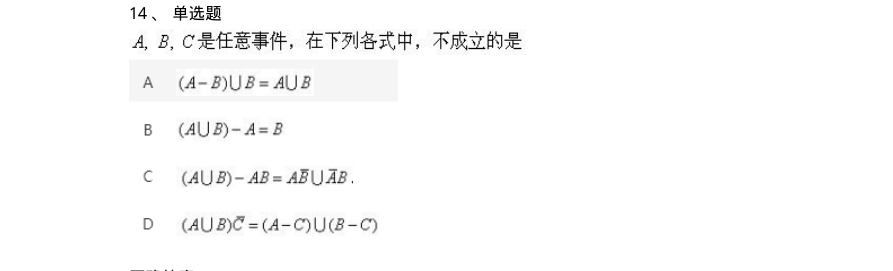 14、 单选题
A, B, C是任意事件，在下列各式中，不成立的是
A (A−B)⋃B = A⋃B
B (A⋃B)−A = B
C (A⋃B)−AB = AB̅⋃A̅B.
D (A⋃B)C̅ = (A−C)⋃(B−C)